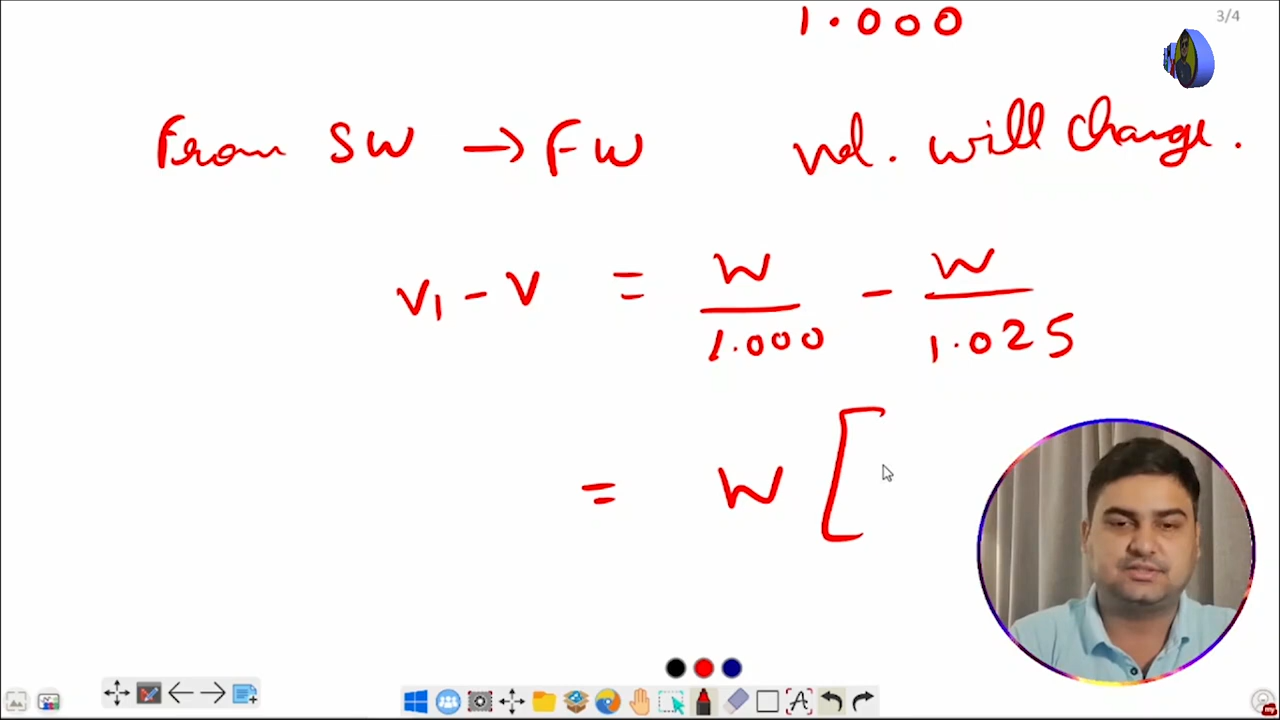 1.000
3/4
From SW → FW vol. will change.
V₁ - V = W/1.000 - W/1.025
= W [